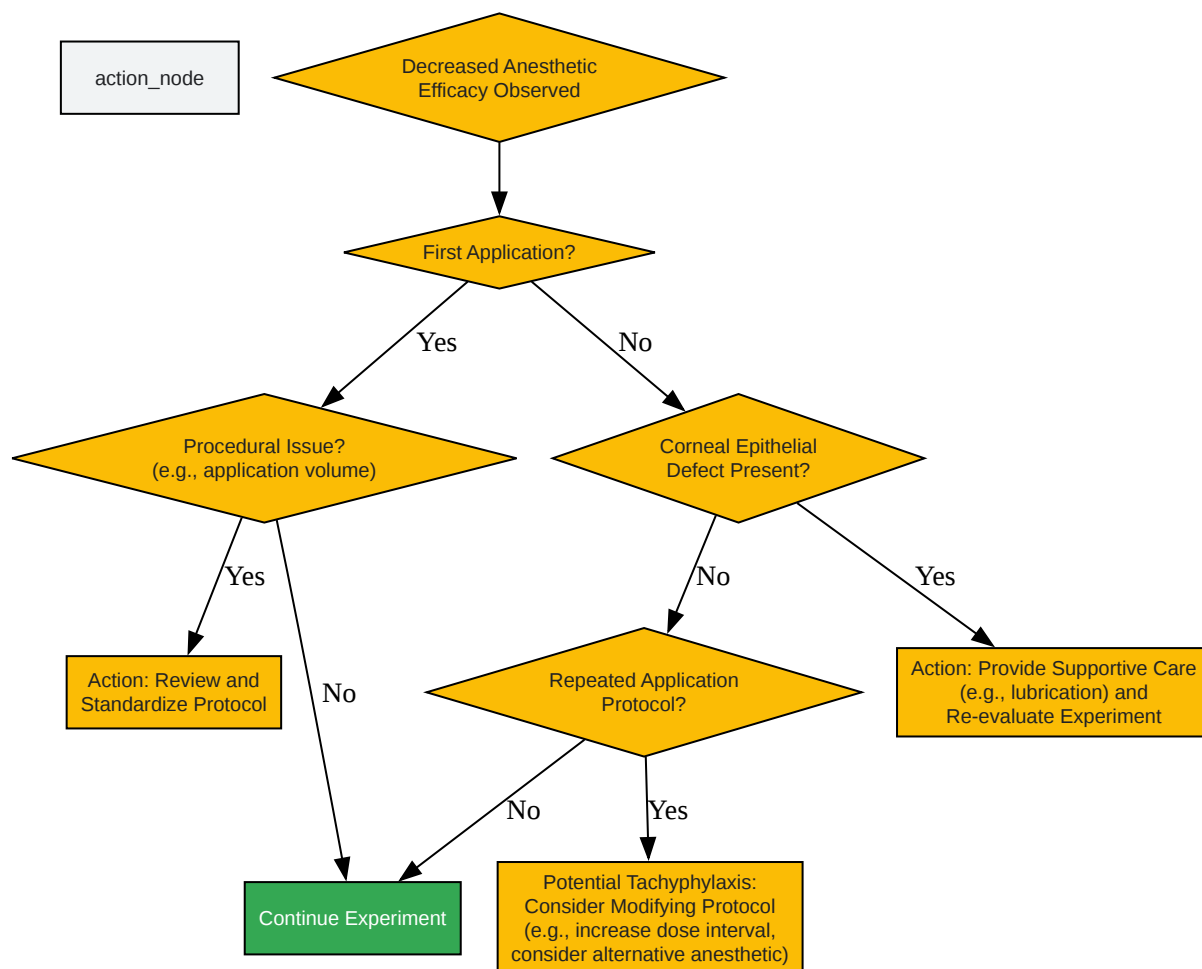 action_node
Decreased Anesthetic
Efficacy Observed
First Application?
Yes
No
Procedural Issue?
(e.g., application volume)
Corneal Epithelial
Defect Present?
Yes
No
No
Yes
Action: Review and
Standardize Protocol
Repeated Application
Protocol?
Action: Provide Supportive Care
(e.g., lubrication) and
Re-evaluate Experiment
No
Yes
Continue Experiment
Potential Tachyphylaxis:
Consider Modifying Protocol
(e.g., increase dose interval,
consider alternative anesthetic)